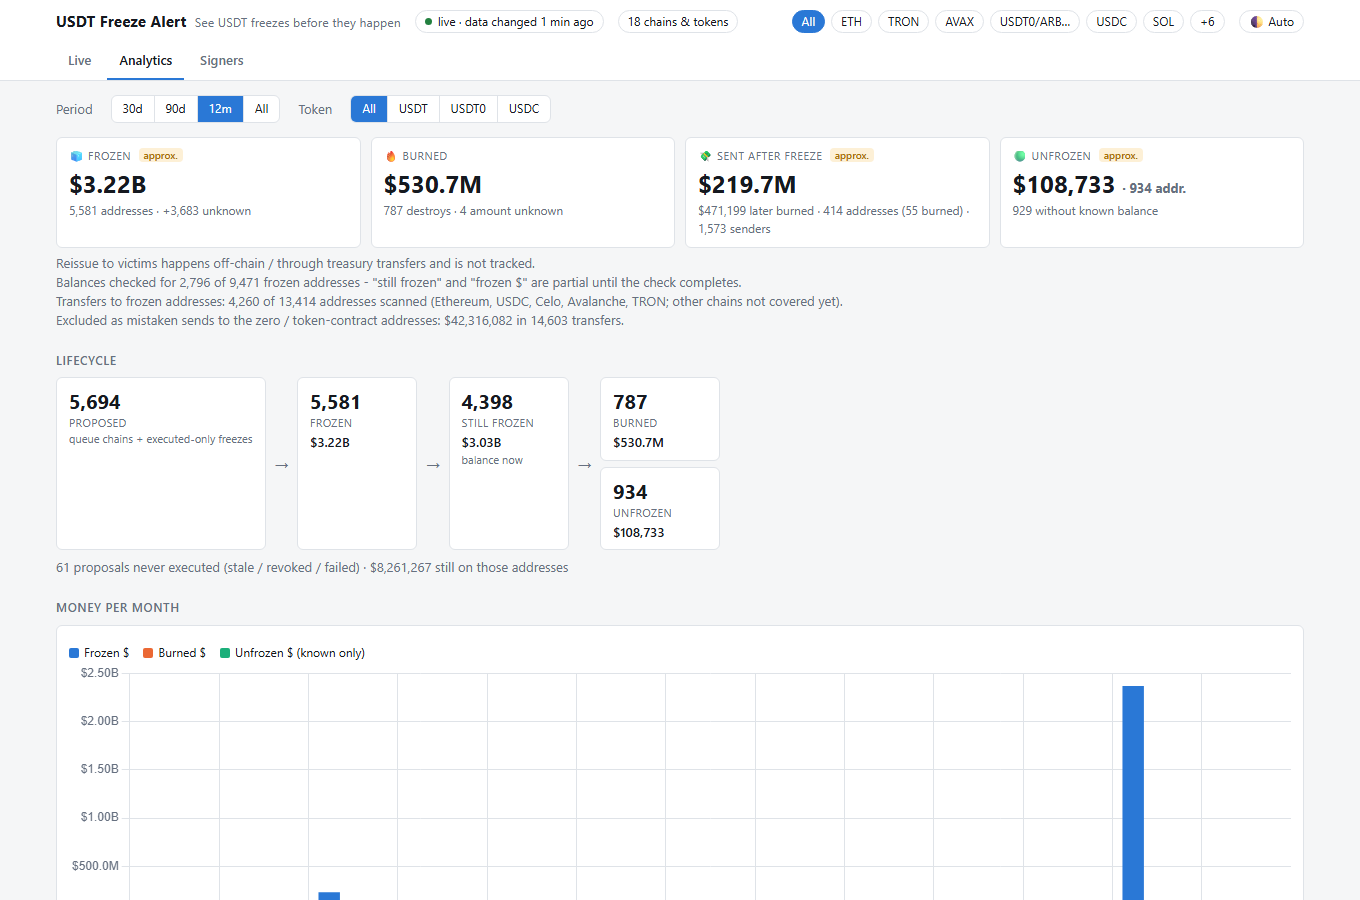 USDT Freeze Alert See USDT freezes before they happen live · data changed 1 min ago 18 chains & tokens All ETH TRON AVAX USDT0/ARB... USDC SOL +6 Auto
Live Analytics Signers
Period 30d 90d 12m All Token All USDT USDT0 USDC
FROZEN approx.
$3.22B
5,581 addresses · +3,683 unknown
BURNED
$530.7M
787 destroys · 4 amount unknown
SENT AFTER FREEZE approx.
$219.7M
$471,199 later burned · 414 addresses (55 burned) ·
1,573 senders
UNFROZEN approx.
$108,733 · 934 addr.
929 without known balance
Reissue to victims happens off-chain / through treasury transfers and is not tracked.
Balances checked for 2,796 of 9,471 frozen addresses - "still frozen" and "frozen $" are partial until the check completes.
Transfers to frozen addresses: 4,260 of 13,414 addresses scanned (Ethereum, USDC, Celo, Avalanche, TRON; other chains not covered yet).
Excluded as mistaken sends to the zero / token-contract addresses: $42,316,082 in 14,603 transfers.
LIFECYCLE
5,694
PROPOSED
queue chains + executed-only freezes
→
5,581
FROZEN
$3.22B
→
4,398
STILL FROZEN
$3.03B
balance now
→
787
BURNED
$530.7M
934
UNFROZEN
$108,733
61 proposals never executed (stale / revoked / failed) · $8,261,267 still on those addresses
MONEY PER MONTH
Frozen $ Burned $ Unfrozen $ (known only)
$2.50B
$2.00B
$1.50B
$1.00B
$500.0M